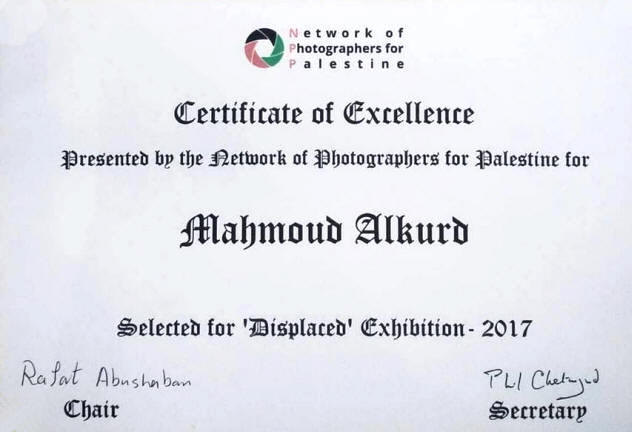 Network of
Photographers for
Palestine
Certificate of Excellence
Presented by the Network of Photographers for Palestine for
Mahmoud Alkurd
Selected for 'Displaced' Exhibition - 2017
Rafat Abushaban
Chair
Secretary